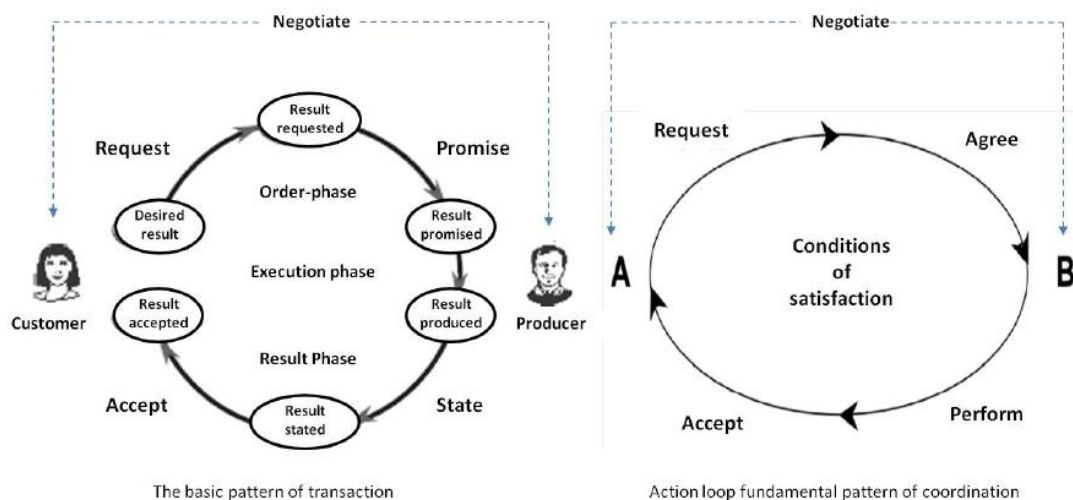 Negotiate
Request
Result
requested
Promise
Order-phase
Desired
result
Result
promised
Execution phase
Customer
Result
accepted
Result
produced
Producer
Result Phase
Accept
Result
stated
State
The basic pattern of transaction
Negotiate
Request
Agree
A
Conditions
of
satisfaction
B
Accept
Perform
Action loop fundamental pattern of coordination